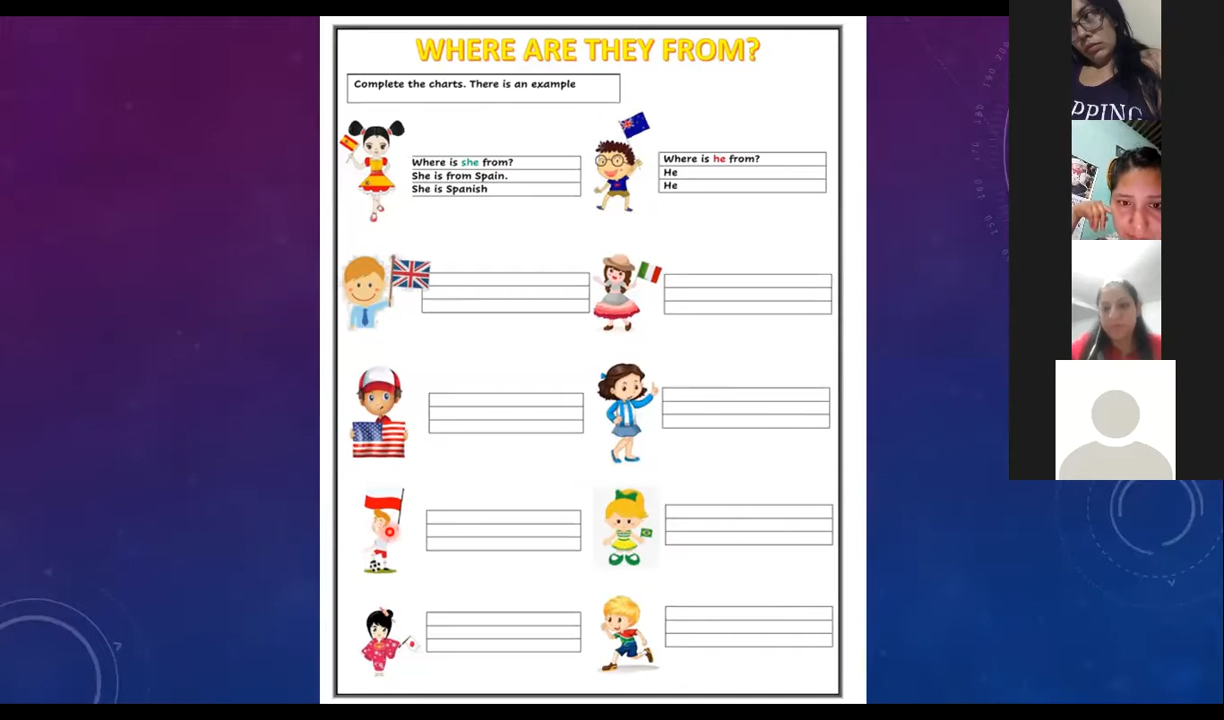 WHERE ARE THEY FROM?
Complete the charts. There is an example
Where is she from?
She is from Spain.
She is Spanish
Where is he from?
He
He
PPING